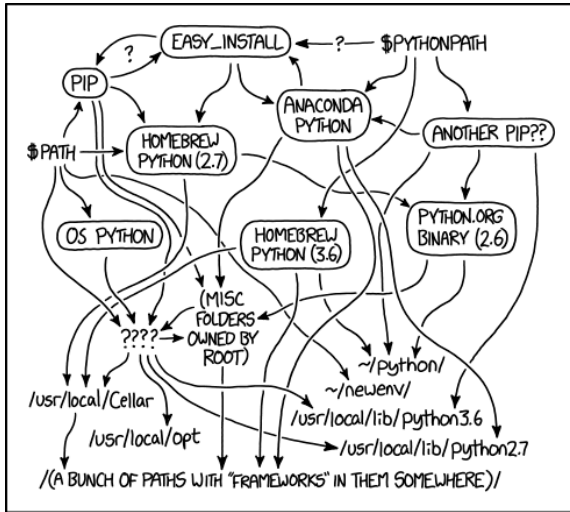 EASY_INSTALL
?
$PYTHONPATH
?
PIP
ANACONDA
PYTHON
ANOTHER PIP??
HOMEBREW
PYTHON (2.7)
$PATH
OS PYTHON
HOMEBREW
PYTHON (3.6)
PYTHON.ORG
BINARY (2.6)
(MISC
FOLDERS
OWNED BY
ROOT)
????
~/python/
~/newenv/
/usr/local/Cellar
/usr/local/opt
/usr/local/lib/python3.6
/usr/local/lib/python2.7
/(A BUNCH OF PATHS WITH "FRAMEWORKS" IN THEM SOMEWHERE)/